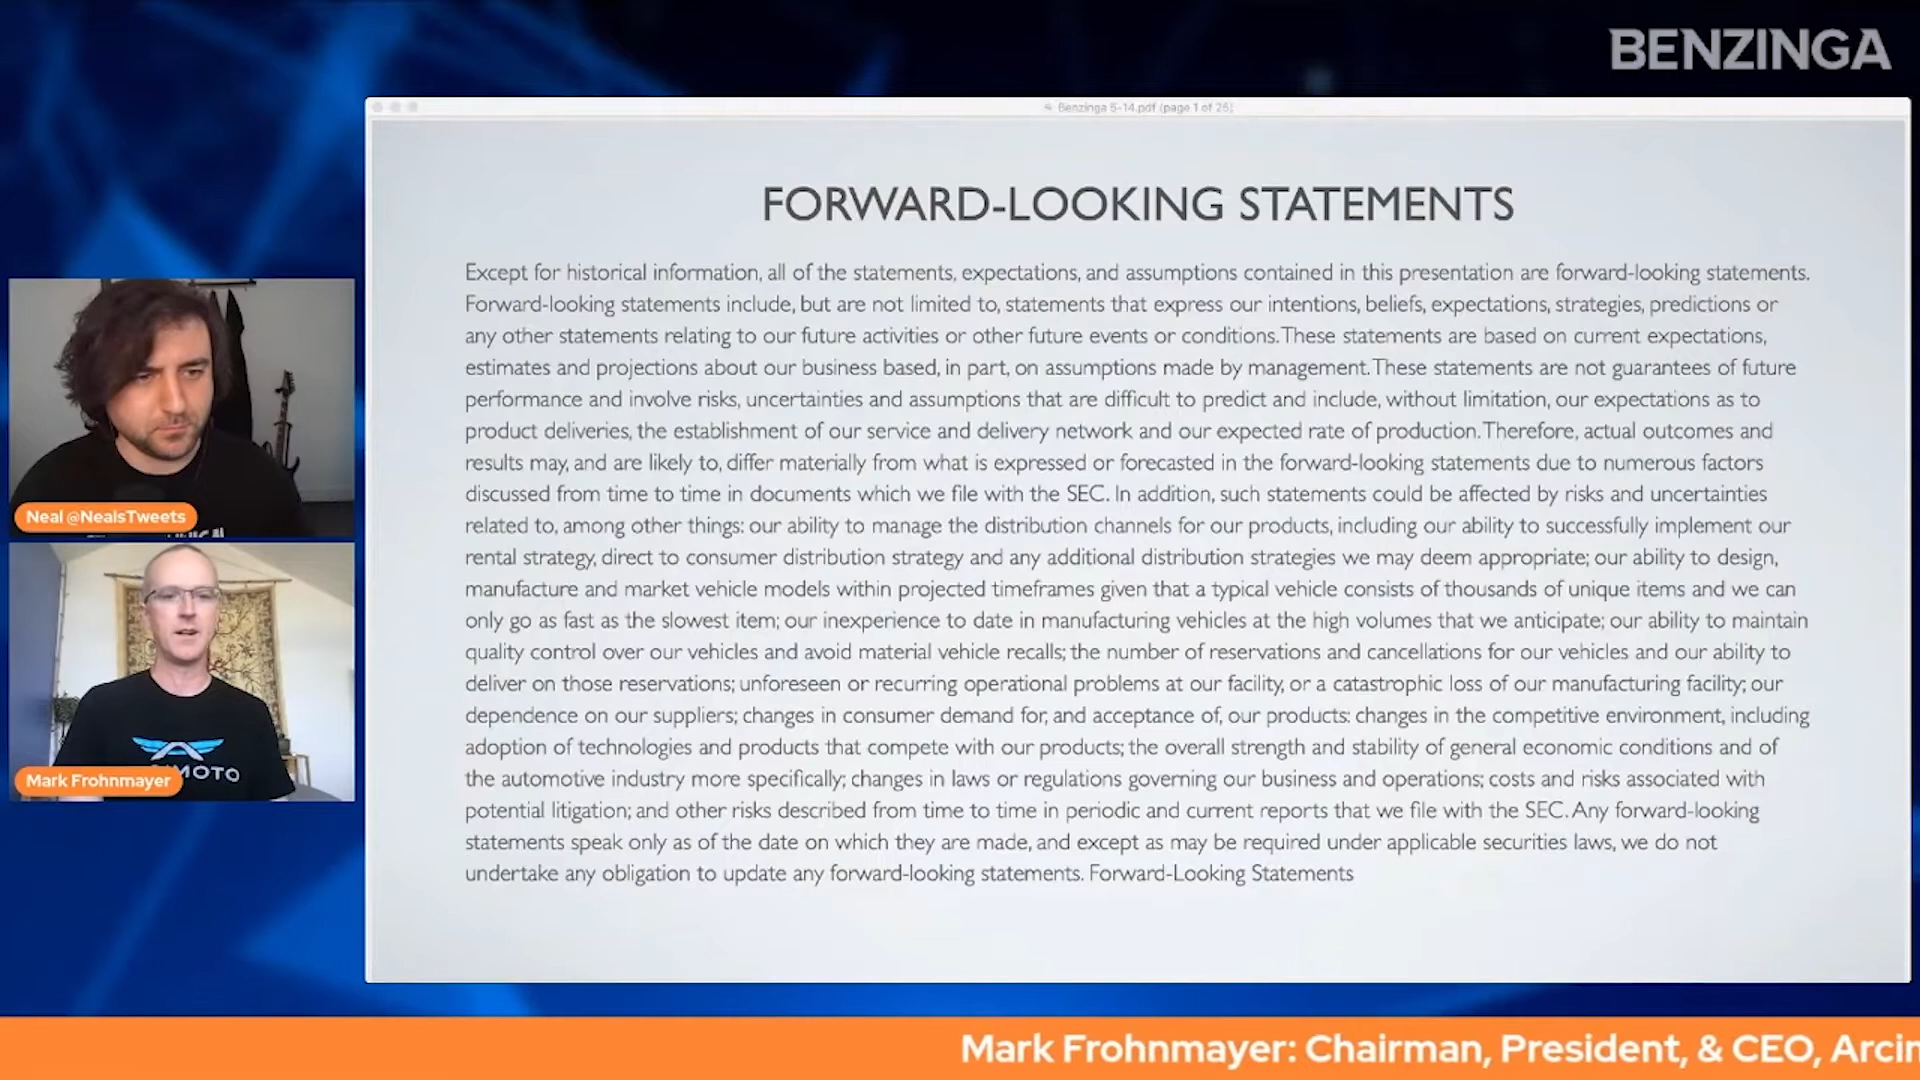 BENZINGA
Benzinga 5-14.pdf (page 1 of 25)
FORWARD-LOOKING STATEMENTS
Except for historical information, all of the statements, expectations, and assumptions contained in this presentation are forward-looking statements.
Forward-looking statements include, but are not limited to, statements that express our intentions, beliefs, expectations, strategies, predictions or
any other statements relating to our future activities or other future events or conditions. These statements are based on current expectations,
estimates and projections about our business based, in part, on assumptions made by management. These statements are not guarantees of future
performance and involve risks, uncertainties and assumptions that are difficult to predict and include, without limitation, our expectations as to
product deliveries, the establishment of our service and delivery network and our expected rate of production. Therefore, actual outcomes and
results may, and are likely to, differ materially from what is expressed or forecasted in the forward-looking statements due to numerous factors
discussed from time to time in documents which we file with the SEC. In addition, such statements could be affected by risks and uncertainties
related to, among other things: our ability to manage the distribution channels for our products, including our ability to successfully implement our
rental strategy, direct to consumer distribution strategy and any additional distribution strategies we may deem appropriate; our ability to design,
manufacture and market vehicle models within projected timeframes given that a typical vehicle consists of thousands of unique items and we can
only go as fast as the slowest item; our inexperience to date in manufacturing vehicles at the high volumes that we anticipate; our ability to maintain
quality control over our vehicles and avoid material vehicle recalls; the number of reservations and cancellations for our vehicles and our ability to
deliver on those reservations; unforeseen or recurring operational problems at our facility, or a catastrophic loss of our manufacturing facility; our
dependence on our suppliers; changes in consumer demand for, and acceptance of, our products: changes in the competitive environment, including
adoption of technologies and products that compete with our products; the overall strength and stability of general economic conditions and of
the automotive industry more specifically; changes in laws or regulations governing our business and operations; costs and risks associated with
potential litigation; and other risks described from time to time in periodic and current reports that we file with the SEC. Any forward-looking
statements speak only as of the date on which they are made, and except as may be required under applicable securities laws, we do not
undertake any obligation to update any forward-looking statements. Forward-Looking Statements
Neal @NealsTweets
MOTO
Mark Frohnmayer
Mark Frohnmayer: Chairman, President, & CEO, Arcin